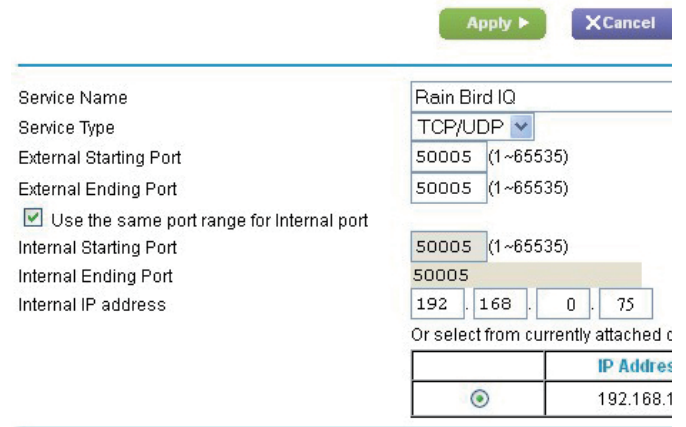 Apply
Cancel
Service Name Rain Bird IQ
Service Type TCP/UDP
External Starting Port 50005 (1~65535)
External Ending Port 50005 (1~65535)
Use the same port range for Internal port
Internal Starting Port 50005 (1~65535)
Internal Ending Port 50005
Internal IP address 192 . 168 . 0 . 75
Or select from currently attached
IP Addres
192.168.1